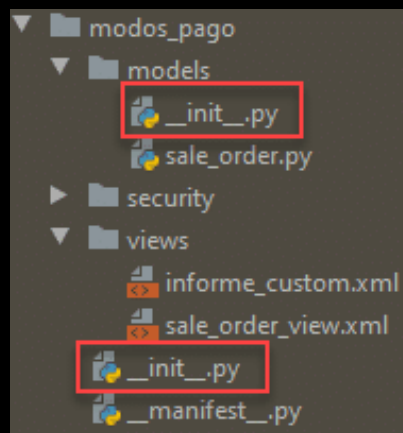 modos_pago
models
__init__.py
sale_order.py
security
views
informe_custom.xml
sale_order_view.xml
__init__.py
__manifest__.py